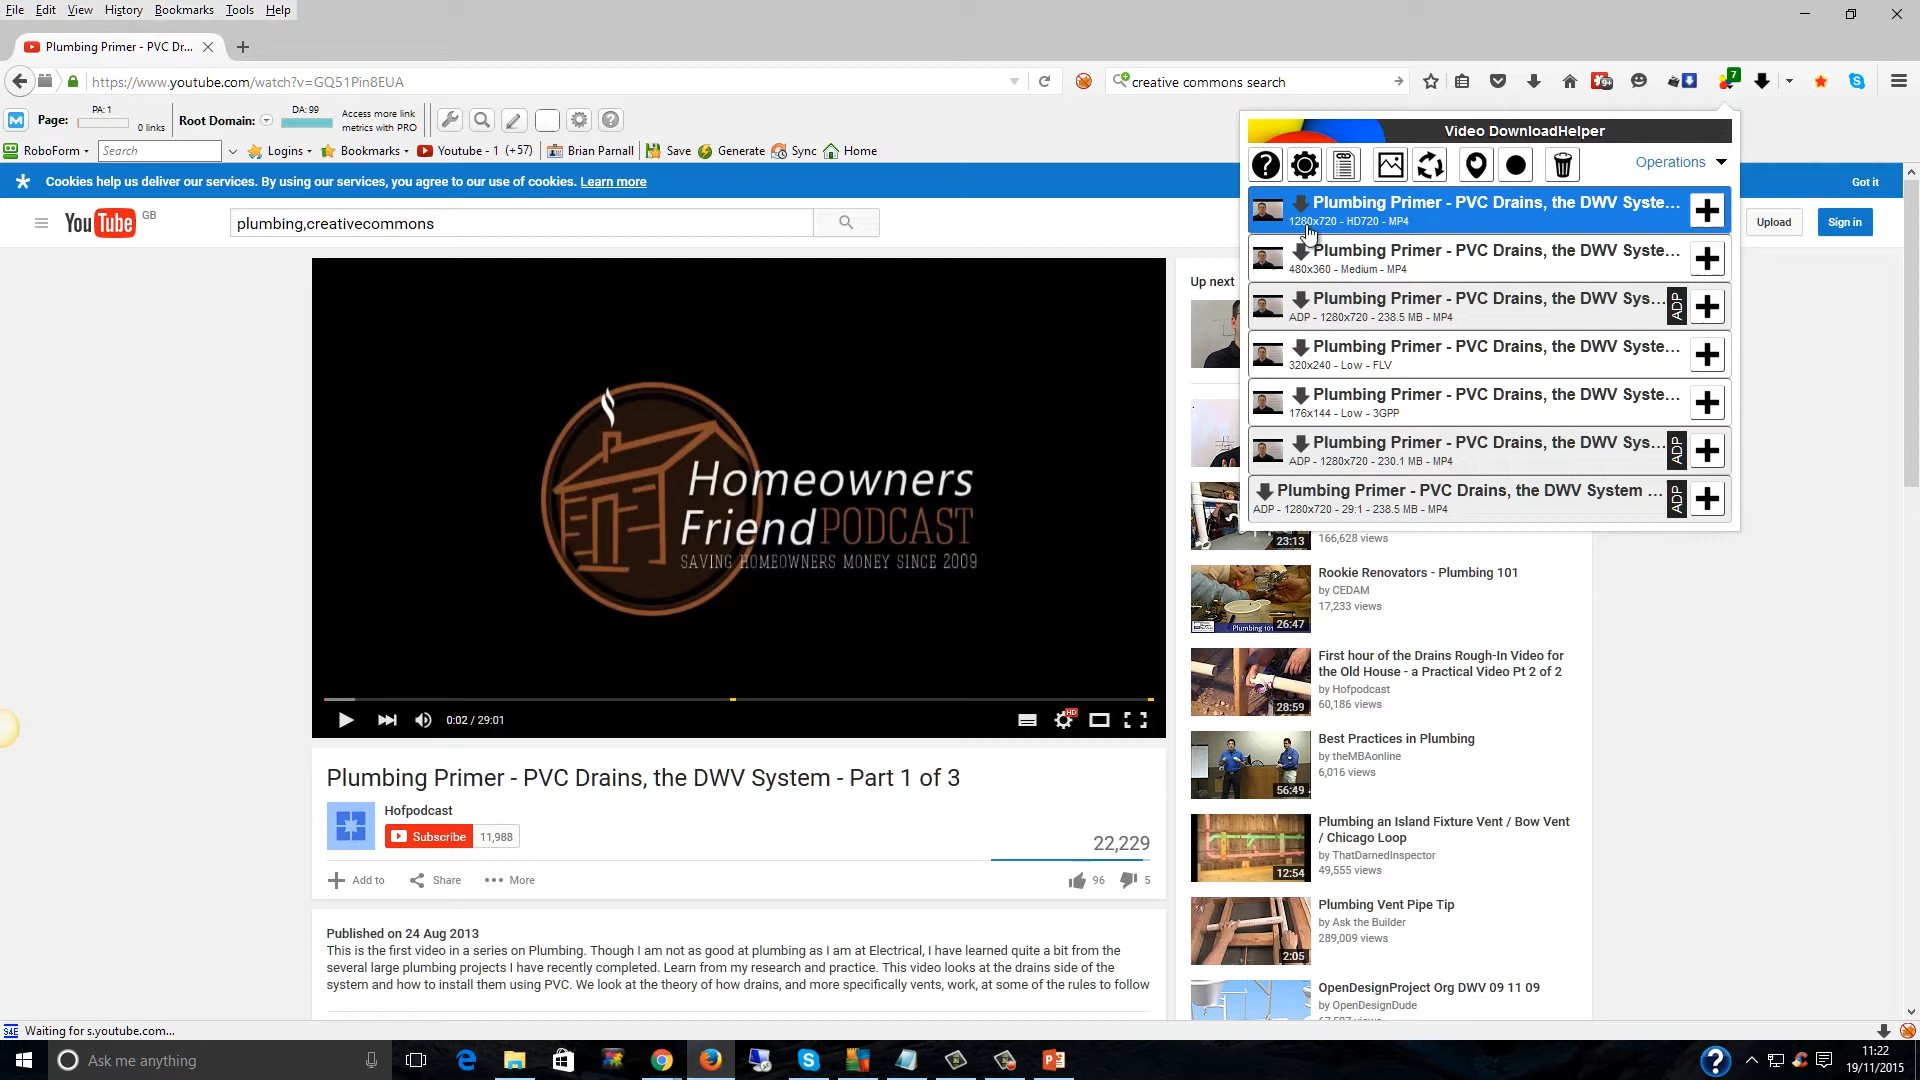 File Edit View History Bookmarks Tools Help
Plumbing Primer - PVC Dr...
https://www.youtube.com/watch?v=GQ51Pin8EUA
creative commons search
7
Page:
PA: 1
0 links
Root Domain:
DA: 99
Access more link
metrics with PRO
RoboForm
Search
Logins
Bookmarks
Youtube - 1 (+57)
Brian Parnall
Save
Generate
Sync
Home
Cookies help us deliver our services. By using our services, you agree to our use of cookies. Learn more
Got it
YouTube GB
plumbing,creativecommons
Upload
Sign in
Video DownloadHelper
Operations
Plumbing Primer - PVC Drains, the DWV Syste...
1280x720 - HD720 - MP4
Plumbing Primer - PVC Drains, the DWV Syste...
480x360 - Medium - MP4
Plumbing Primer - PVC Drains, the DWV Sys...
ADP - 1280x720 - 238.5 MB - MP4
ADP
Plumbing Primer - PVC Drains, the DWV Syste...
320x240 - Low - FLV
Plumbing Primer - PVC Drains, the DWV Syste...
176x144 - Low - 3GPP
Plumbing Primer - PVC Drains, the DWV Sys...
ADP - 1280x720 - 230.1 MB - MP4
ADP
Plumbing Primer - PVC Drains, the DWV System ...
ADP - 1280x720 - 29:1 - 238.5 MB - MP4
ADP
Homeowners
Friend PODCAST
SAVING HOMEOWNERS MONEY SINCE 2009
0:02 / 29:01
HD
Plumbing Primer - PVC Drains, the DWV System - Part 1 of 3
Hofpodcast
Subscribe 11,988
22,229
Add to
Share
More
96
5
Published on 24 Aug 2013
This is the first video in a series on Plumbing. Though I am not as good at plumbing as I am at Electrical, I have learned quite a bit from the
several large plumbing projects I have recently completed. Learn from my research and practice. This video looks at the drains side of the
system and how to install them using PVC. We look at the theory of how drains, and more specifically vents, work, at some of the rules to follow
Up next
23:13
166,628 views
Rookie Renovators - Plumbing 101
by CEDAM
17,233 views
Plumbing 101
26:47
First hour of the Drains Rough-In Video for
the Old House - a Practical Video Pt 2 of 2
by Hofpodcast
60,186 views
28:59
Best Practices in Plumbing
by theMBAonline
6,016 views
56:49
Plumbing an Island Fixture Vent / Bow Vent
/ Chicago Loop
by ThatDarnedInspector
49,555 views
12:54
Plumbing Vent Pipe Tip
by Ask the Builder
289,009 views
2:05
OpenDesignProject Org DWV 09 11 09
by OpenDesignDude
Waiting for s.youtube.com...
Ask me anything
11:22
19/11/2015